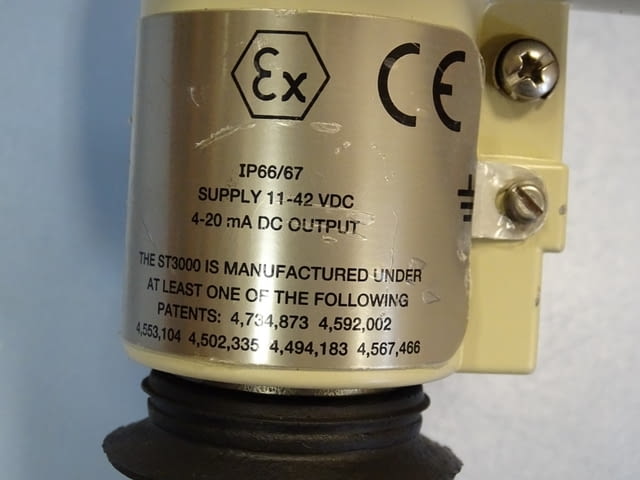 Ex CE
IP66/67
SUPPLY 11-42 VDC
4-20 mA DC OUTPUT
THE ST3000 IS MANUFACTURED UNDER
AT LEAST ONE OF THE FOLLOWING
PATENTS: 4,734,873 4,592,002
4,553,104 4,502,335 4,494,183 4,567,466